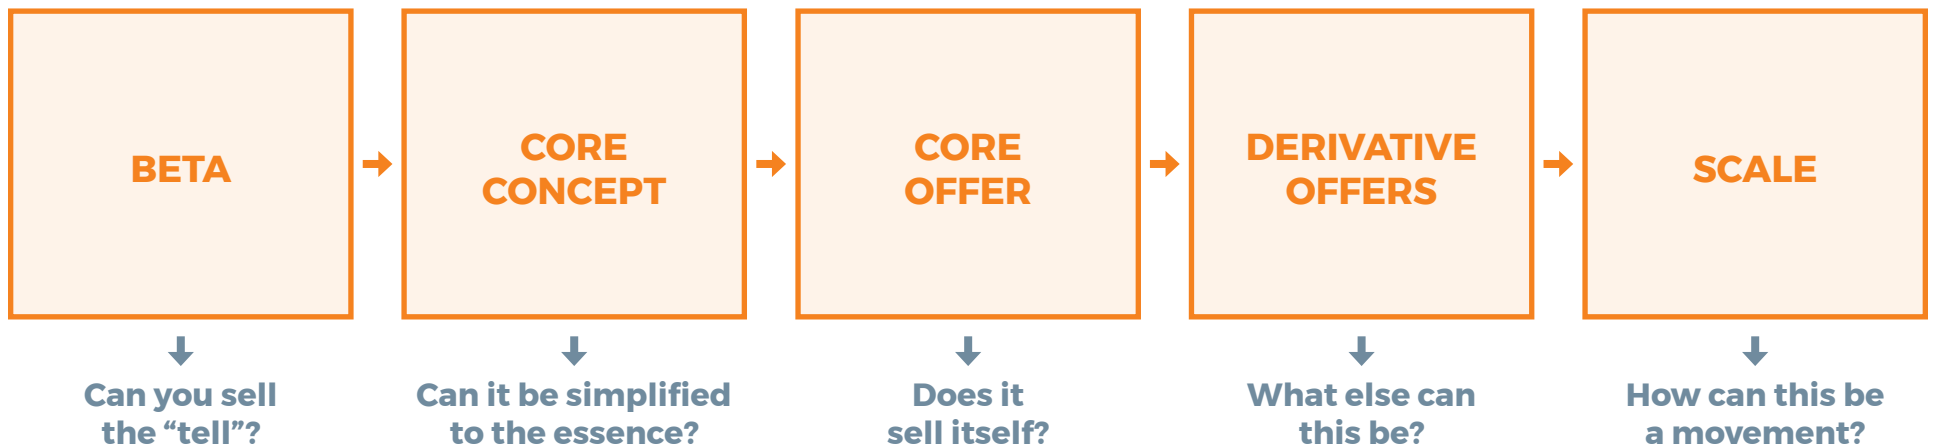 BETA
CORE
CONCEPT
CORE
OFFER
DERIVATIVE
OFFERS
SCALE
Can you sell
the “tell”?
Can it be simplified
to the essence?
Does it
sell itself?
What else can
this be?
How can this be
a movement?